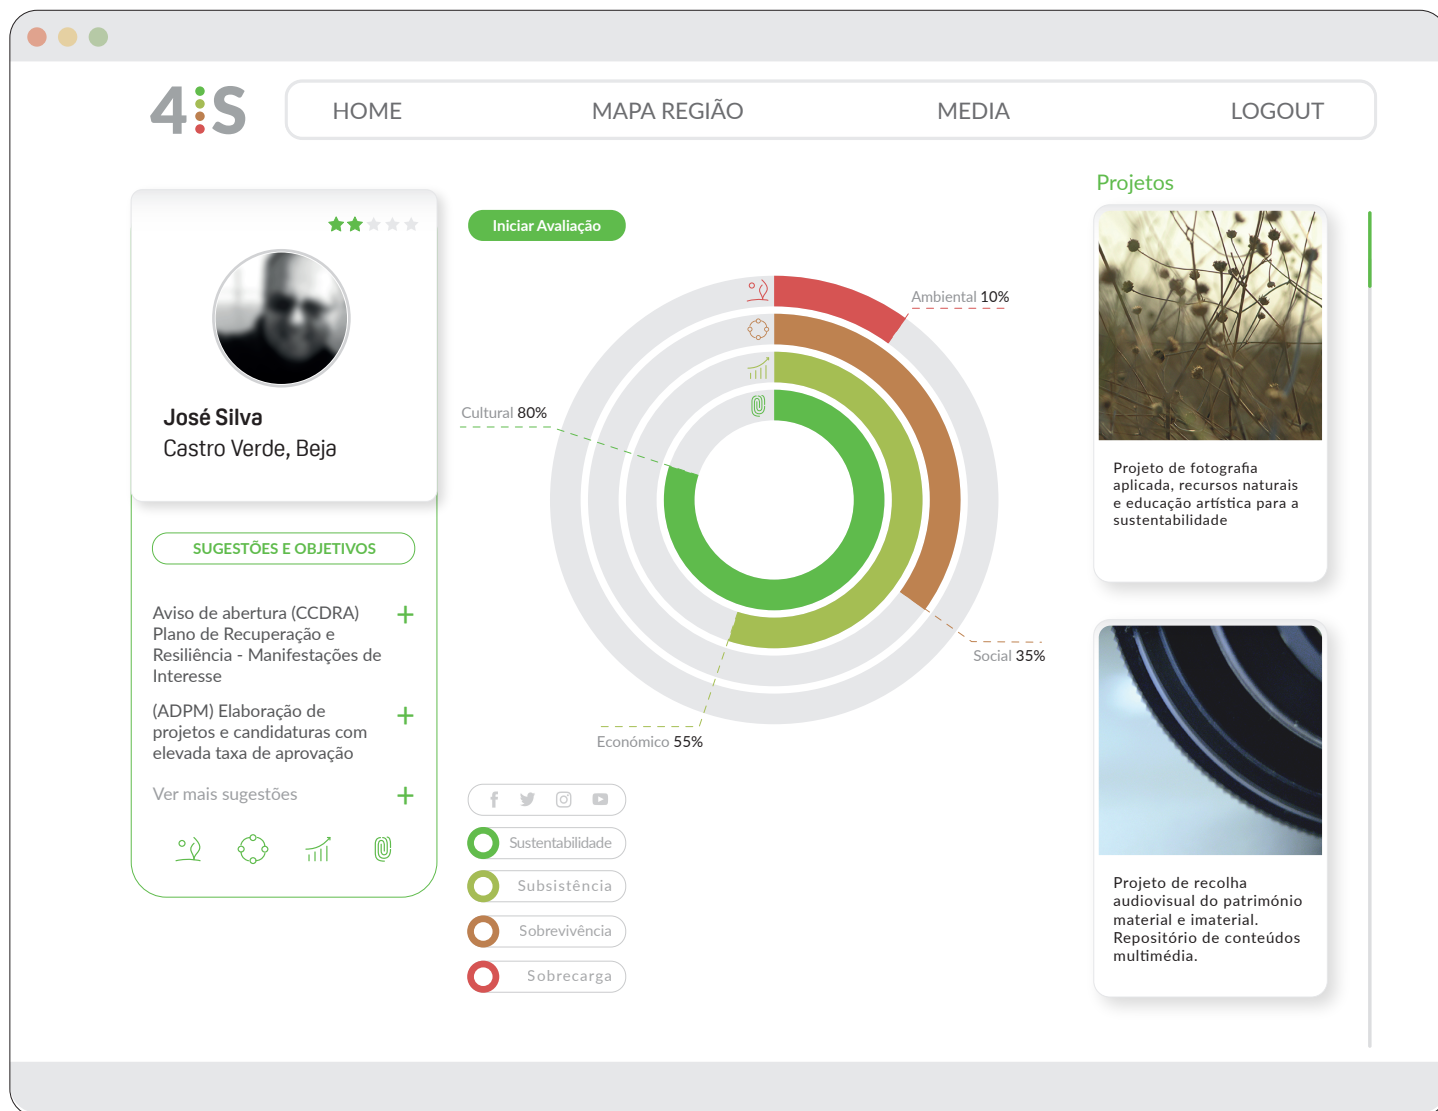 4 S
HOME
MAPA REGIÃO
MEDIA
LOGOUT
José Silva
Castro Verde, Beja
SUGESTÕES E OBJETIVOS
Aviso de abertura (CCDRA)
Plano de Recuperação e
Resiliência - Manifestações de
Interesse
(ADPM) Elaboração de
projetos e candidaturas com
elevada taxa de aprovação
Ver mais sugestões
Iniciar Avaliação
Ambiental 10%
Cultural 80%
Social 35%
Económico 55%
Sustentabilidade
Subsistência
Sobrevivência
Sobrecarga
Projetos
Projeto de fotografia
aplicada, recursos naturais
e educação artística para a
sustentabilidade
Projeto de recolha
audiovisual do património
material e imaterial.
Repositório de conteúdos
multimédia.